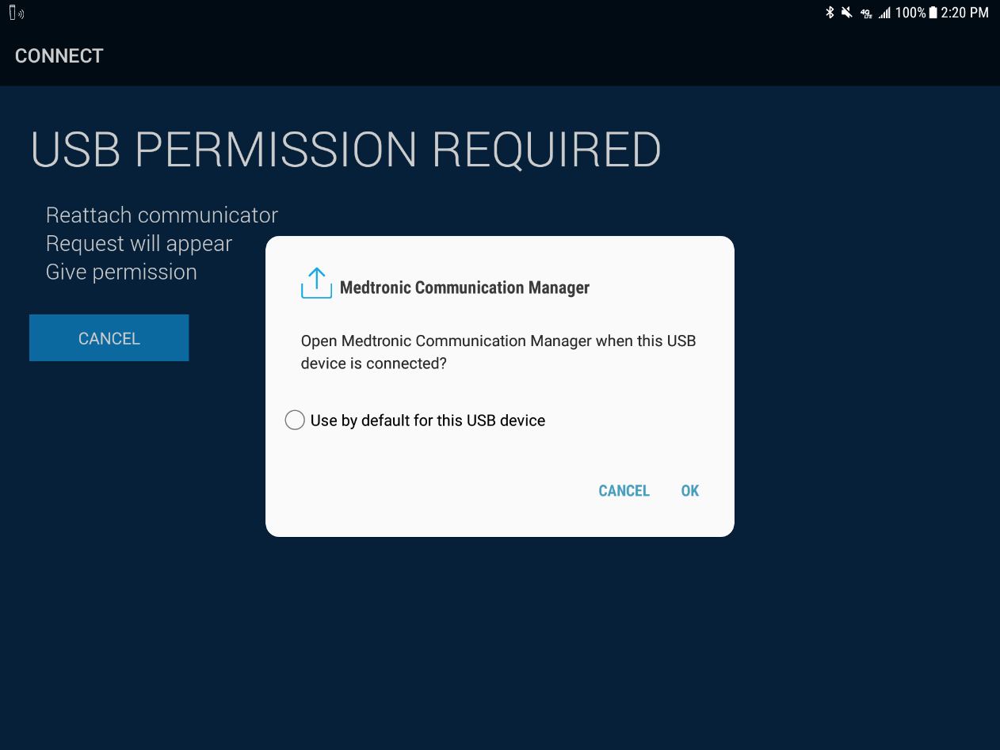 4G LTE 100% 2:20 PM
CONNECT
USB PERMISSION REQUIRED
Reattach communicator
Request will appear
Give permission
CANCEL
Medtronic Communication Manager
Open Medtronic Communication Manager when this USB
device is connected?
Use by default for this USB device
CANCEL OK